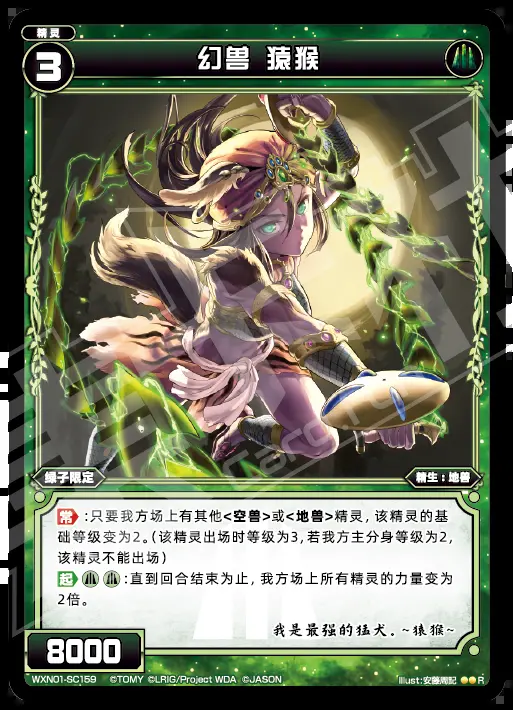 精灵
3
幻兽 猿猴
绿子限定
精生：地兽
常：只要我方场上有其他<空兽>或<地兽>精灵，该精灵的基
础等级变为2。（该精灵出场时等级为3，若我方主分身等级为2，
该精灵不能出场）
起：直到回合结束为止，我方场上所有精灵的力量变为
2倍。
我是最强的猛犬。~猿猴~
8000
WXN01-SC159 ©TOMY ©LRIG/Project WDA ©JASON
Illust:安藤周記 R